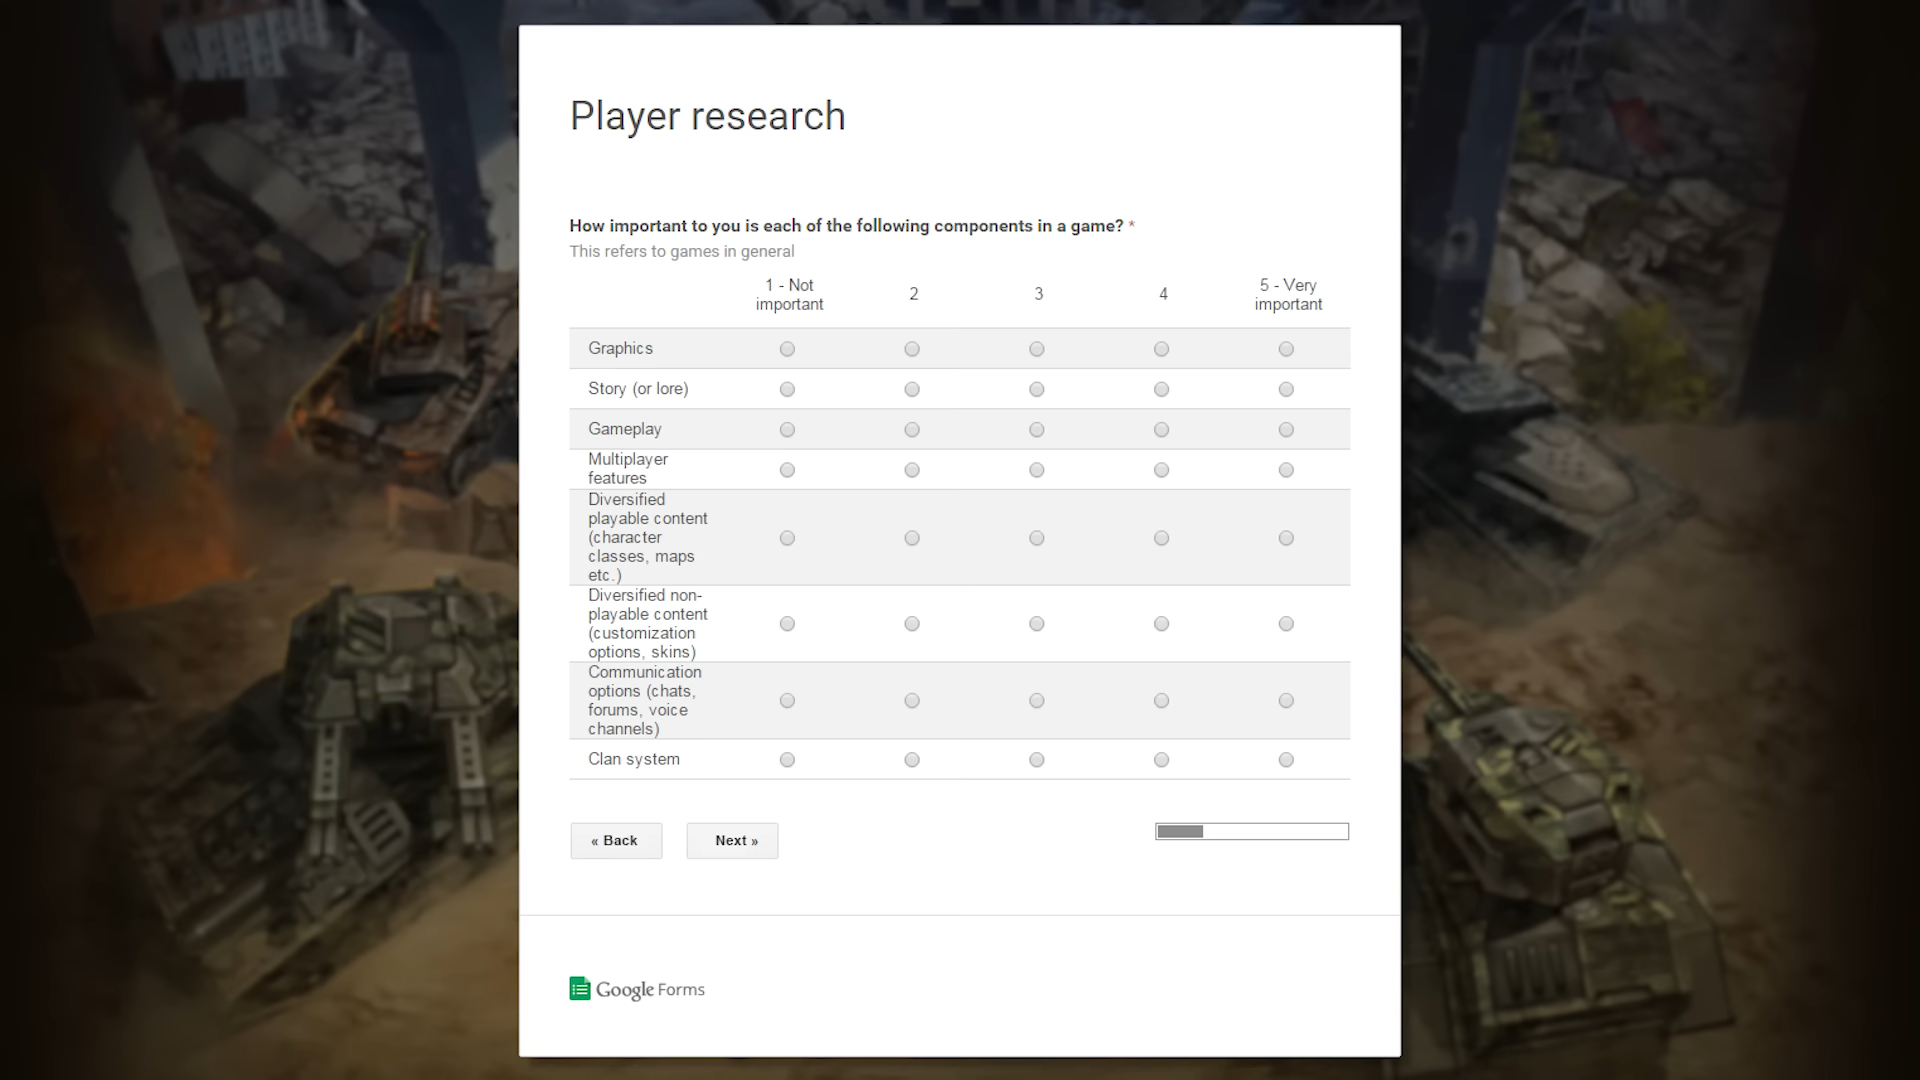 Player research
How important to you is each of the following components in a game? *
This refers to games in general
1 - Not
important
2
3
4
5 - Very
important
Graphics
Story (or lore)
Gameplay
Multiplayer
features
Diversified
playable content
(character
classes, maps
etc.)
Diversified non-
playable content
(customization
options, skins)
Communication
options (chats,
forums, voice
channels)
Clan system
« Back
Next »
Google Forms